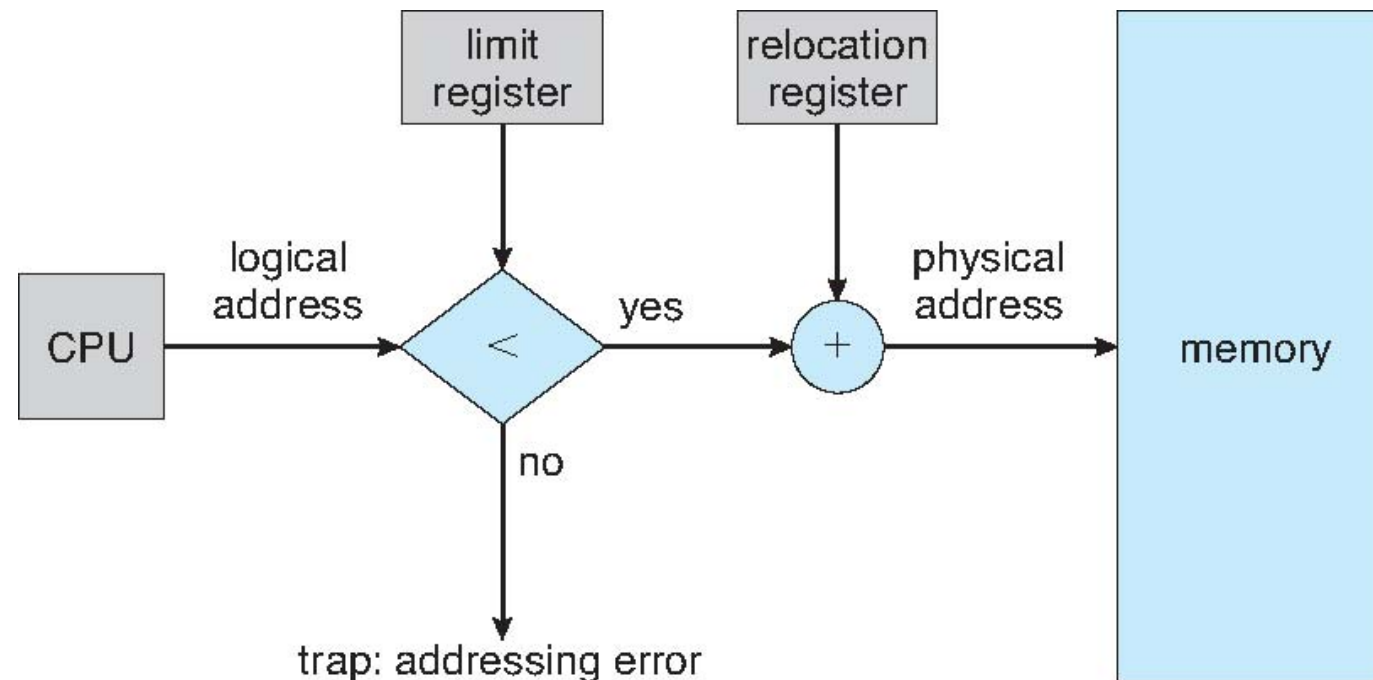 limit
register
relocation
register
logical
address
physical
address
CPU
<
yes
+
memory
no
trap: addressing error